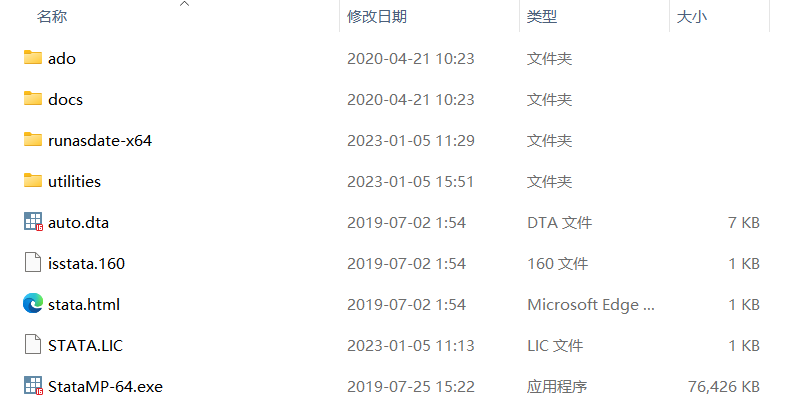 名称 修改日期 类型 大小
ado 2020-04-21 10:23 文件夹
docs 2020-04-21 10:23 文件夹
runasdate-x64 2023-01-05 11:29 文件夹
utilities 2023-01-05 15:51 文件夹
auto.dta 2019-07-02 1:54 DTA 文件 7 KB
isstata.160 2019-07-02 1:54 160 文件 1 KB
stata.html 2019-07-02 1:54 Microsoft Edge ... 1 KB
STATA.LIC 2023-01-05 11:13 LIC 文件 1 KB
StataMP-64.exe 2019-07-25 15:22 应用程序 76,426 KB